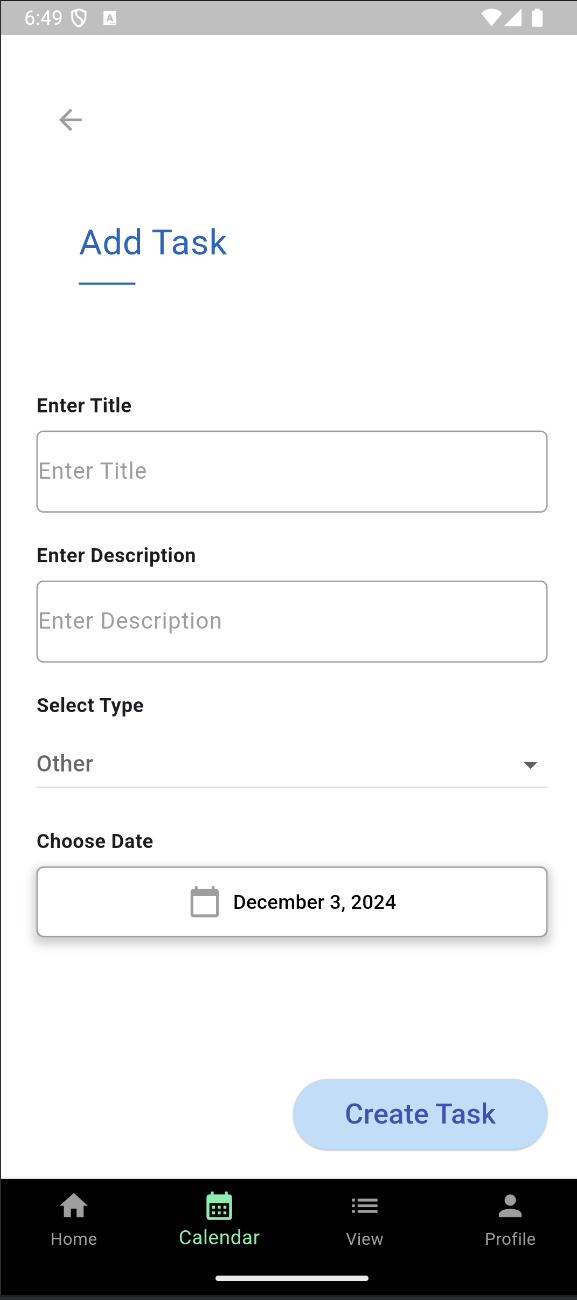 6:49
A
Add Task
Enter Title
Enter Title
Enter Description
Enter Description
Select Type
Other
Choose Date
December 3, 2024
Create Task
Home
Calendar
View
Profile